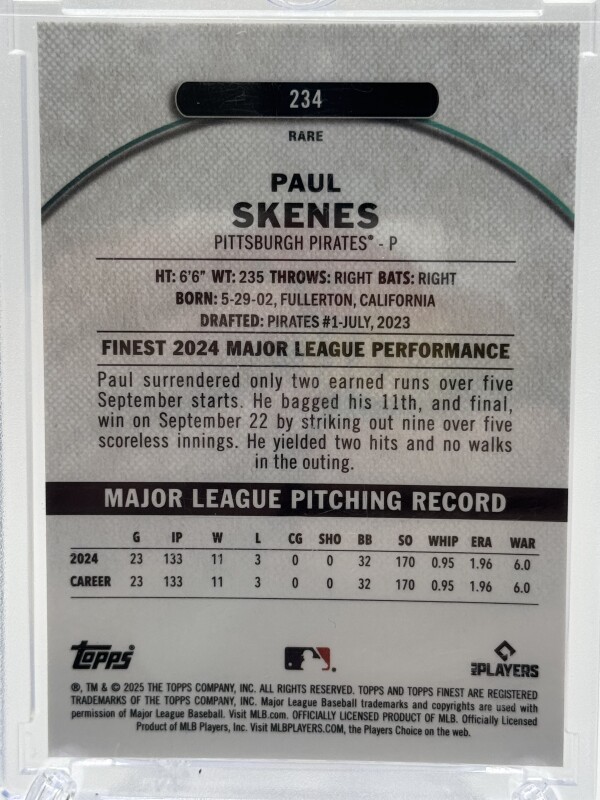 234
RARE
PAUL
SKENES
PITTSBURGH PIRATES® - P
HT: 6'6" WT: 235 THROWS: RIGHT BATS: RIGHT
BORN: 5-29-02, FULLERTON, CALIFORNIA
DRAFTED: PIRATES #1-JULY, 2023
FINEST 2024 MAJOR LEAGUE PERFORMANCE
Paul surrendered only two earned runs over five
September starts. He bagged his 11th, and final,
win on September 22 by striking out nine over five
scoreless innings. He yielded two hits and no walks
in the outing.
MAJOR LEAGUE PITCHING RECORD
G IP W L CG SHO BB SO WHIP ERA WAR
2024 23 133 11 3 0 0 32 170 0.95 1.96 6.0
CAREER 23 133 11 3 0 0 32 170 0.95 1.96 6.0
topps® PLAYERS
®, TM & © 2025 THE TOPPS COMPANY, INC. ALL RIGHTS RESERVED. TOPPS AND TOPPS FINEST ARE REGISTERED
TRADEMARKS OF THE TOPPS COMPANY, INC. Major League Baseball trademarks and copyrights are used with
permission of Major League Baseball. Visit MLB.com. OFFICIALLY LICENSED PRODUCT OF MLB. Officially Licensed
Product of MLB Players, Inc. Visit MLBPLAYERS.COM, the Players Choice on the web.